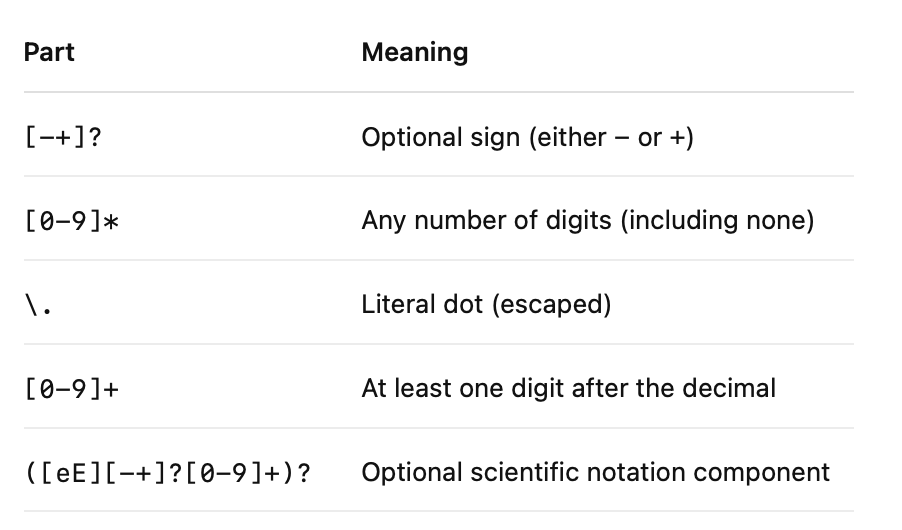 Part Meaning
[-+]? Optional sign (either – or +)
[0-9]* Any number of digits (including none)
\. Literal dot (escaped)
[0-9]+ At least one digit after the decimal
([eE][-+]?[0-9]+)? Optional scientific notation component